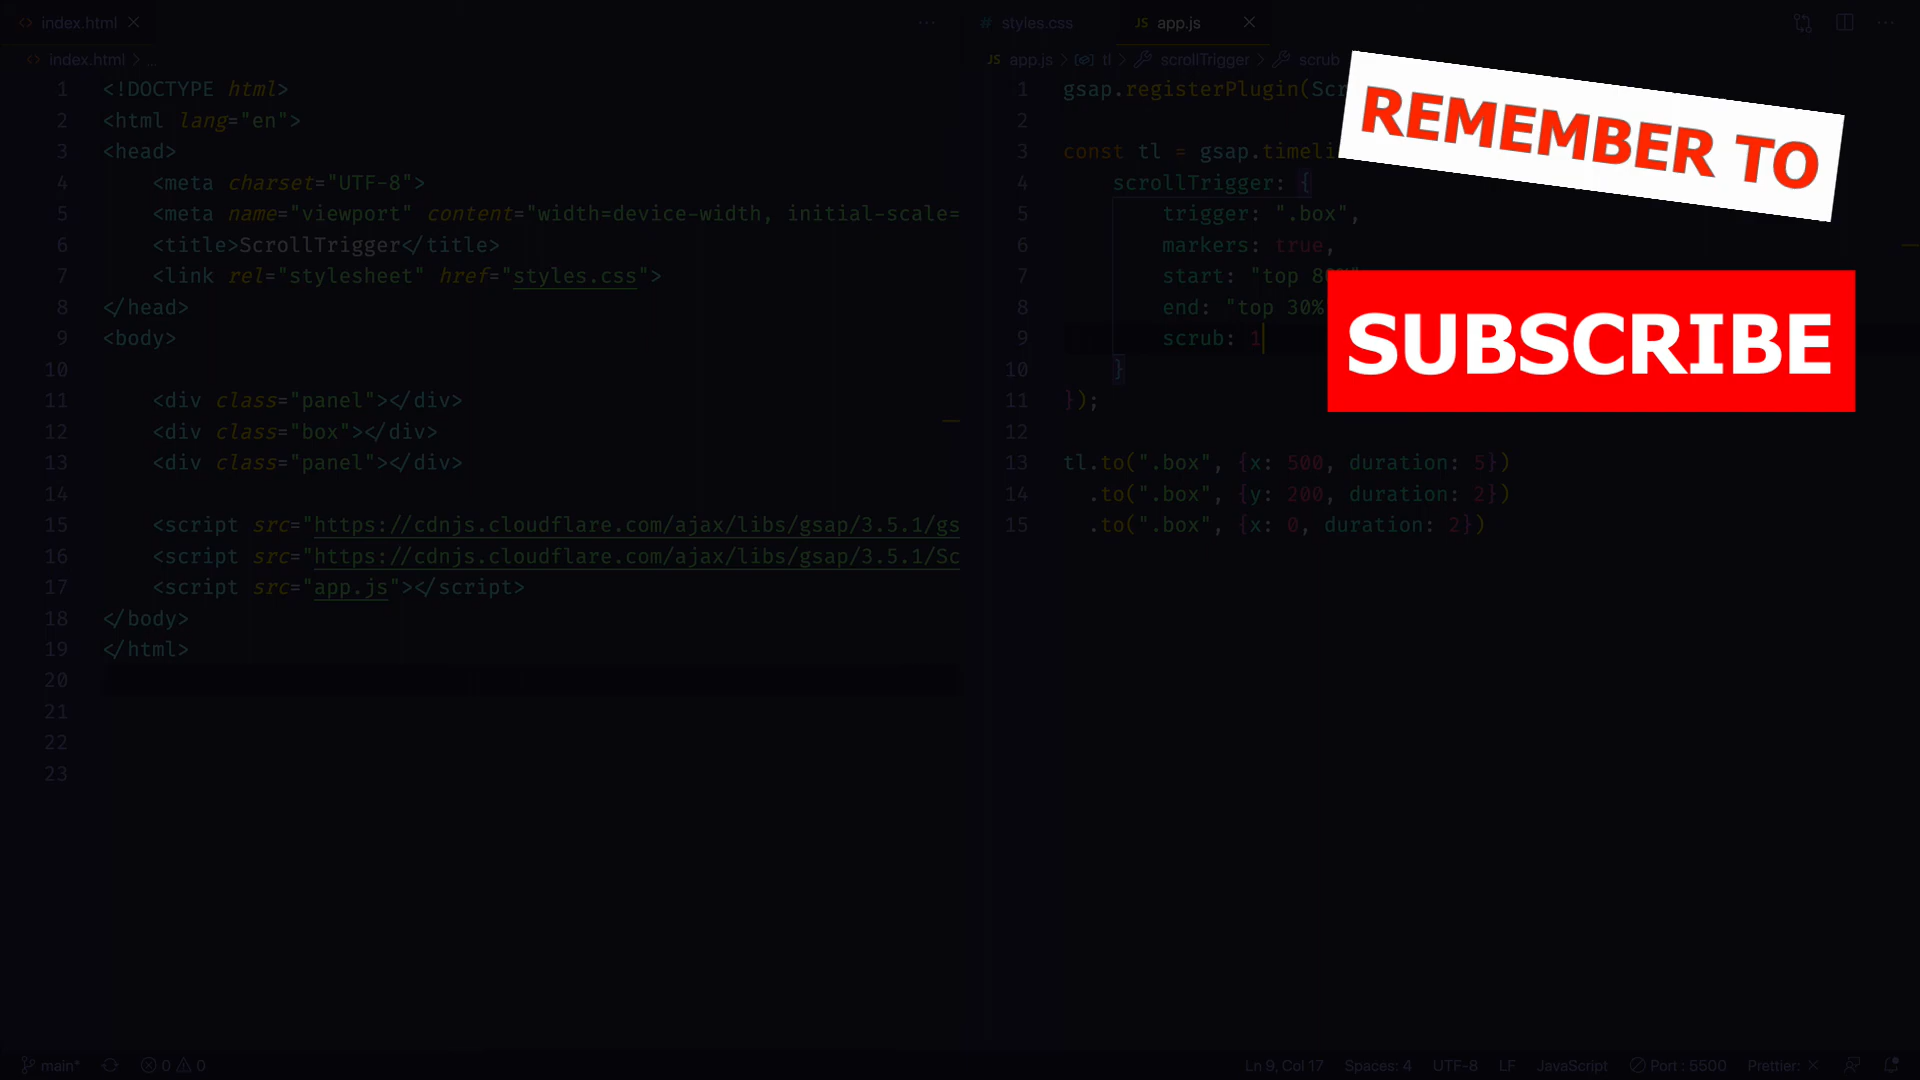 index.html
index.html > ...
1 <!DOCTYPE html>
2 <html lang="en">
3 <head>
4 <meta charset="UTF-8">
5 <meta name="viewport" content="width=device-width, initial-scale=
6 <title>ScrollTrigger</title>
7 <link rel="stylesheet" href="styles.css">
8 </head>
9 <body>
10
11 <div class="panel"></div>
12 <div class="box"></div>
13 <div class="panel"></div>
14
15 <script src="https://cdnjs.cloudflare.com/ajax/libs/gsap/3.5.1/gs
16 <script src="https://cdnjs.cloudflare.com/ajax/libs/gsap/3.5.1/Sc
17 <script src="app.js"></script>
18 </body>
19 </html>
20
21
22
23
# styles.css JS app.js
JS app.js > tl > scrollTrigger > scrub
1 gsap.registerPlugin(Scr
2
3 const tl = gsap.timeli
4 scrollTrigger: {
5 trigger: ".box",
6 markers: true,
7 start: "top 80%"
8 end: "top 30%
9 scrub: 1
10 }
11 });
12
13 tl.to(".box", {x: 500, duration: 5})
14 .to(".box", {y: 200, duration: 2})
15 .to(".box", {x: 0, duration: 2})
REMEMBER TO
SUBSCRIBE
main* 0 0 Ln 9, Col 17 Spaces: 4 UTF-8 LF JavaScript Port : 5500 Prettier: